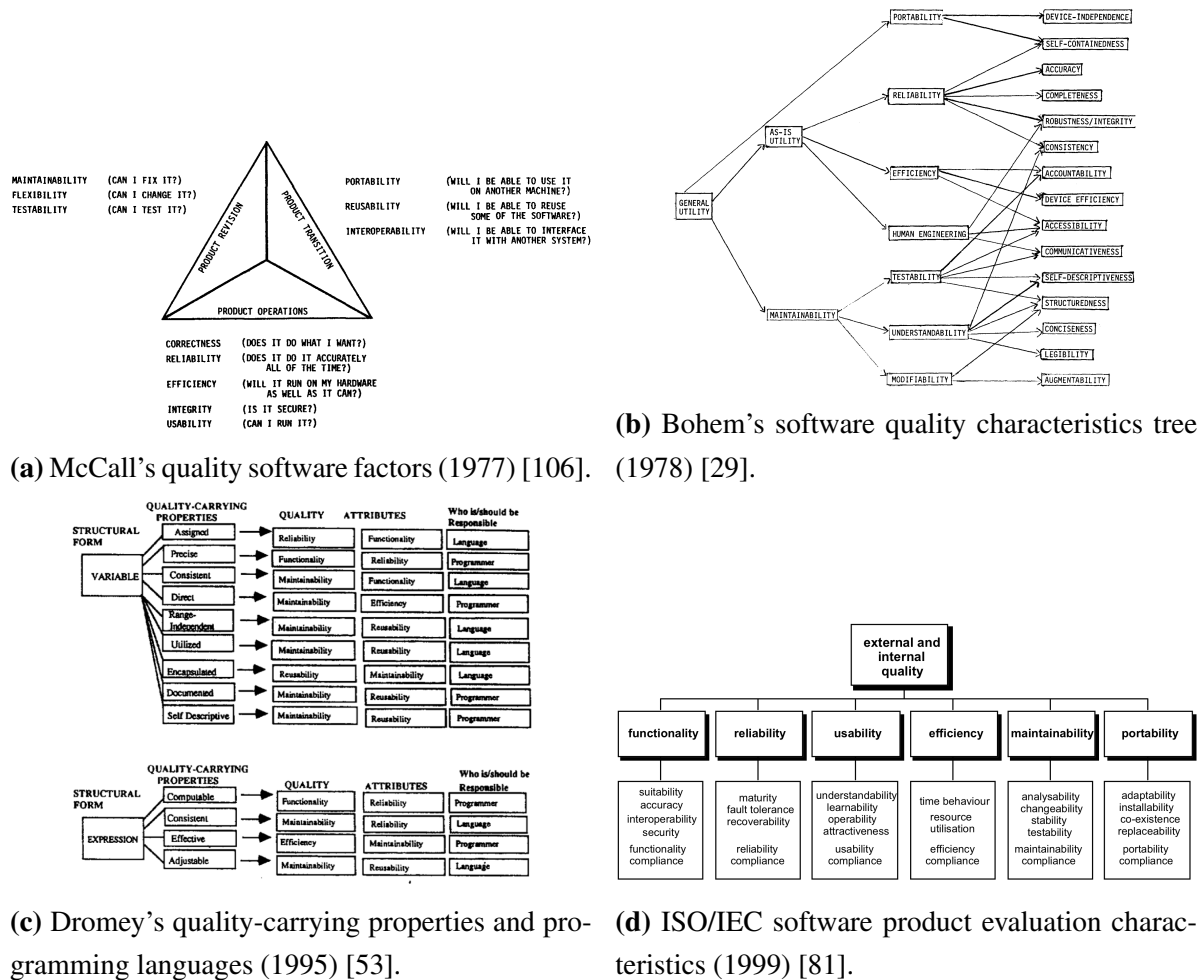 MAINTAINABILITY (CAN I FIX IT?)
FLEXIBILITY (CAN I CHANGE IT?)
TESTABILITY (CAN I TEST IT?)
PORTABILITY (WILL I BE ABLE TO USE IT
ON ANOTHER MACHINE?)
REUSABILITY (WILL I BE ABLE TO REUSE
SOME OF THE SOFTWARE?)
INTEROPERABILITY (WILL I BE ABLE TO INTERFACE
IT WITH ANOTHER SYSTEM?)
PRODUCT REVISION
PRODUCT TRANSITION
PRODUCT OPERATIONS
CORRECTNESS (DOES IT DO WHAT I WANT?)
RELIABILITY (DOES IT DO IT ACCURATELY
ALL OF THE TIME?)
EFFICIENCY (WILL IT RUN ON MY HARDWARE
AS WELL AS IT CAN?)
INTEGRITY (IS IT SECURE?)
USABILITY (CAN I RUN IT?)
(a) McCall's quality software factors (1977) [106].
GENERAL
UTILITY
AS-IS
UTILITY
MAINTAINABILITY
PORTABILITY
RELIABILITY
EFFICIENCY
HUMAN ENGINEERING
TESTABILITY
UNDERSTANDABILITY
MODIFIABILITY
DEVICE-INDEPENDENCE
SELF-CONTAINEDNESS
ACCURACY
COMPLETENESS
ROBUSTNESS/INTEGRITY
CONSISTENCY
ACCOUNTABILITY
DEVICE EFFICIENCY
ACCESSIBILITY
COMMUNICATIVENESS
SELF-DESCRIPTIVENESS
STRUCTUREDNESS
CONCISENESS
LEGIBILITY
AUGMENTABILITY
(b) Bohem's software quality characteristics tree
(1978) [29].
STRUCTURAL
FORM
QUALITY-CARRYING
PROPERTIES
QUALITY ATTRIBUTES
Who is/should be
Responsible
VARIABLE
Assigned Reliability Functionality Language
Precise Functionality Reliability Programmer
Consistent Maintainability Functionality Language
Direct Maintainability Efficiency Programmer
Range-
Independent Maintainability Reusability Language
Utilized Maintainability Reusability Language
Encapsulated Reusability Maintainability Language
Documented Maintainability Reusability Programmer
Self Descriptive Maintainability Reusability Programmer
STRUCTURAL
FORM
QUALITY-CARRYING
PROPERTIES
QUALITY ATTRIBUTES
Who is/should be
Responsible
EXPRESSION
Computable Functionality Reliability Programmer
Consistent Maintainability Reliability Language
Effective Efficiency Maintainability Programmer
Adjustable Maintainability Reusability Language
(c) Dromey's quality-carrying properties and pro-
gramming languages (1995) [53].
external and
internal
quality
functionality
suitability
accuracy
interoperability
security
functionality
compliance
reliability
maturity
fault tolerance
recoverability
reliability
compliance
usability
understandability
learnability
operability
attractiveness
usability
compliance
efficiency
time behaviour
resource
utilisation
efficiency
compliance
maintainability
analysability
changeability
stability
testability
maintainability
compliance
portability
adaptability
installability
co-existence
replaceability
portability
compliance
(d) ISO/IEC software product evaluation charac-
teristics (1999) [81].